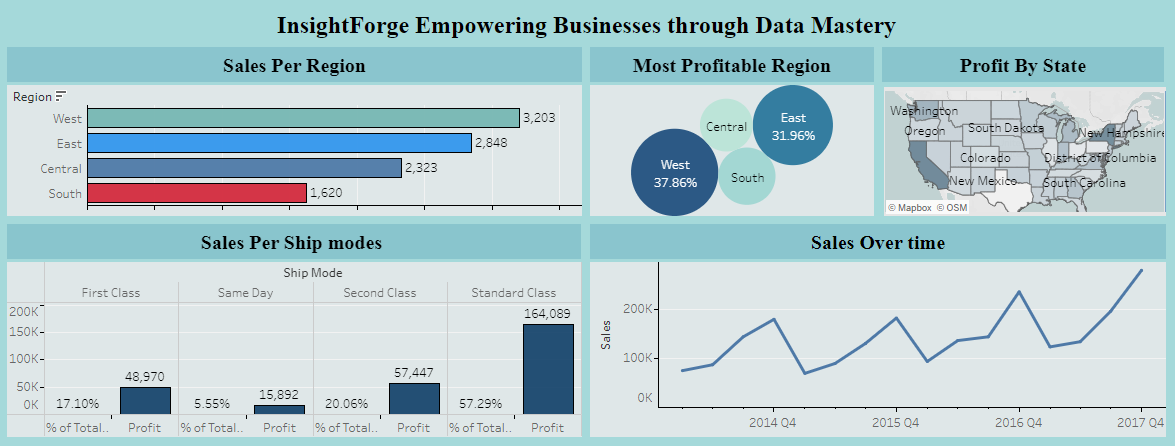 InsightForge Empowering Businesses through Data Mastery
Sales Per Region
Region
West
3,203
East
2,848
Central
2,323
South
1,620
Most Profitable Region
Central
East
31.96%
West
37.86%
South
Profit By State
Washington
Oregon
South Dakota
New Hampshire
Colorado
District of Columbia
New Mexico
South Carolina
© Mapbox © OSM
Sales Per Ship modes
Ship Mode
First Class
Same Day
Second Class
Standard Class
200K
150K
100K
50K
0K
17.10%
48,970
5.55%
15,892
20.06%
57,447
57.29%
164,089
% of Total..
Profit
% of Total..
Profit
% of Total..
Profit
% of Total..
Profit
Sales Over time
Sales
200K
100K
0K
2014 Q4
2015 Q4
2016 Q4
2017 Q4